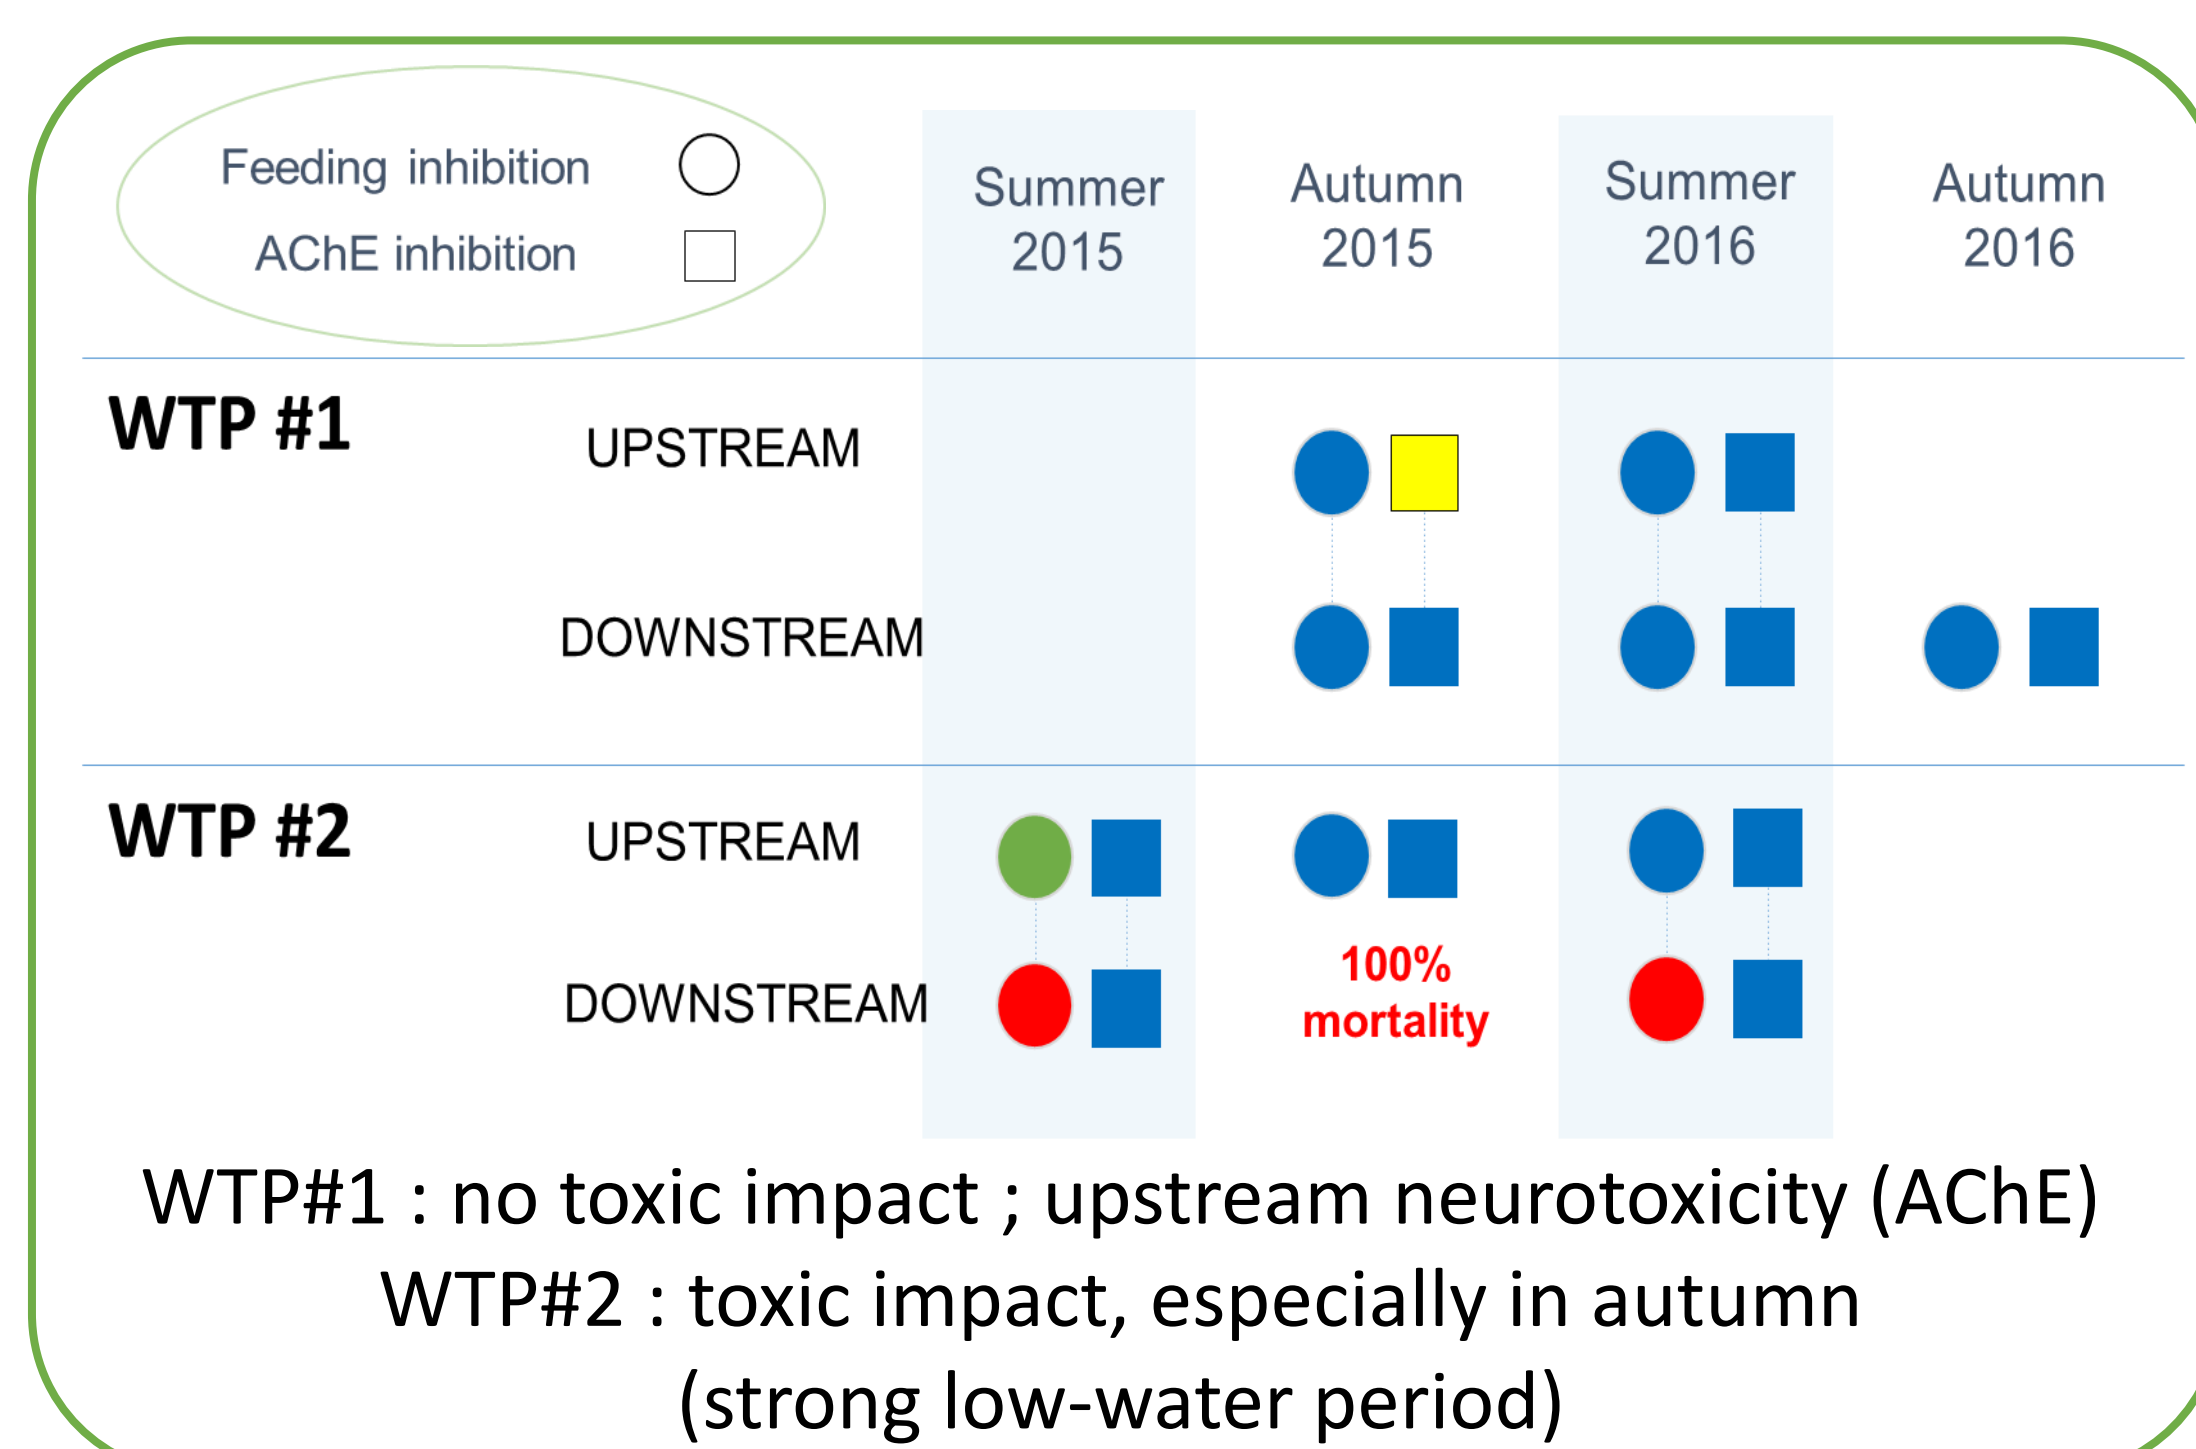 Feeding inhibition
AChE inhibition
Summer
2015
Autumn
2015
Summer
2016
Autumn
2016
WTP #1
UPSTREAM
DOWNSTREAM
WTP #2
UPSTREAM
DOWNSTREAM
100%
mortality
WTP#1 : no toxic impact ; upstream neurotoxicity (AChE)
WTP#2 : toxic impact, especially in autumn
(strong low-water period)